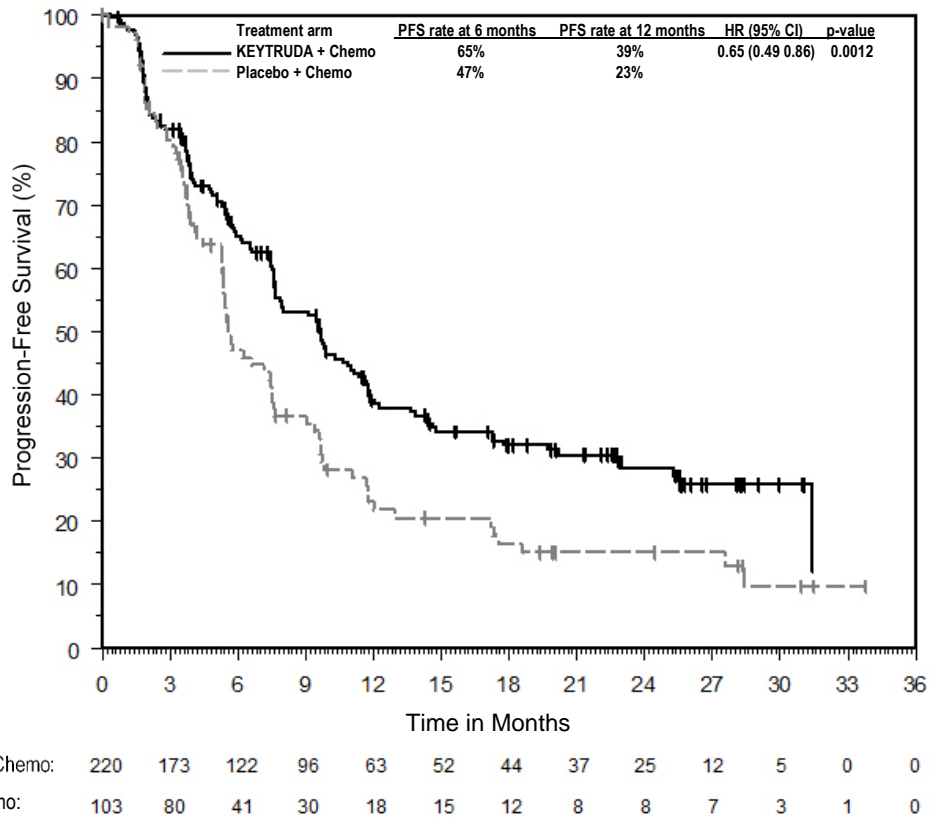 Treatment arm PFS rate at 6 months PFS rate at 12 months HR (95% CI) p-value
KEYTRUDA + Chemo 65% 39% 0.65 (0.49 0.86) 0.0012
Placebo + Chemo 47% 23%
100
90
80
70
60
50
40
30
20
10
0
Progression-Free Survival (%)
0 3 6 9 12 15 18 21 24 27 30 33 36
Time in Months
Chemo: 220 173 122 96 63 52 44 37 25 12 5 0 0
mo: 103 80 41 30 18 15 12 8 8 7 3 1 0